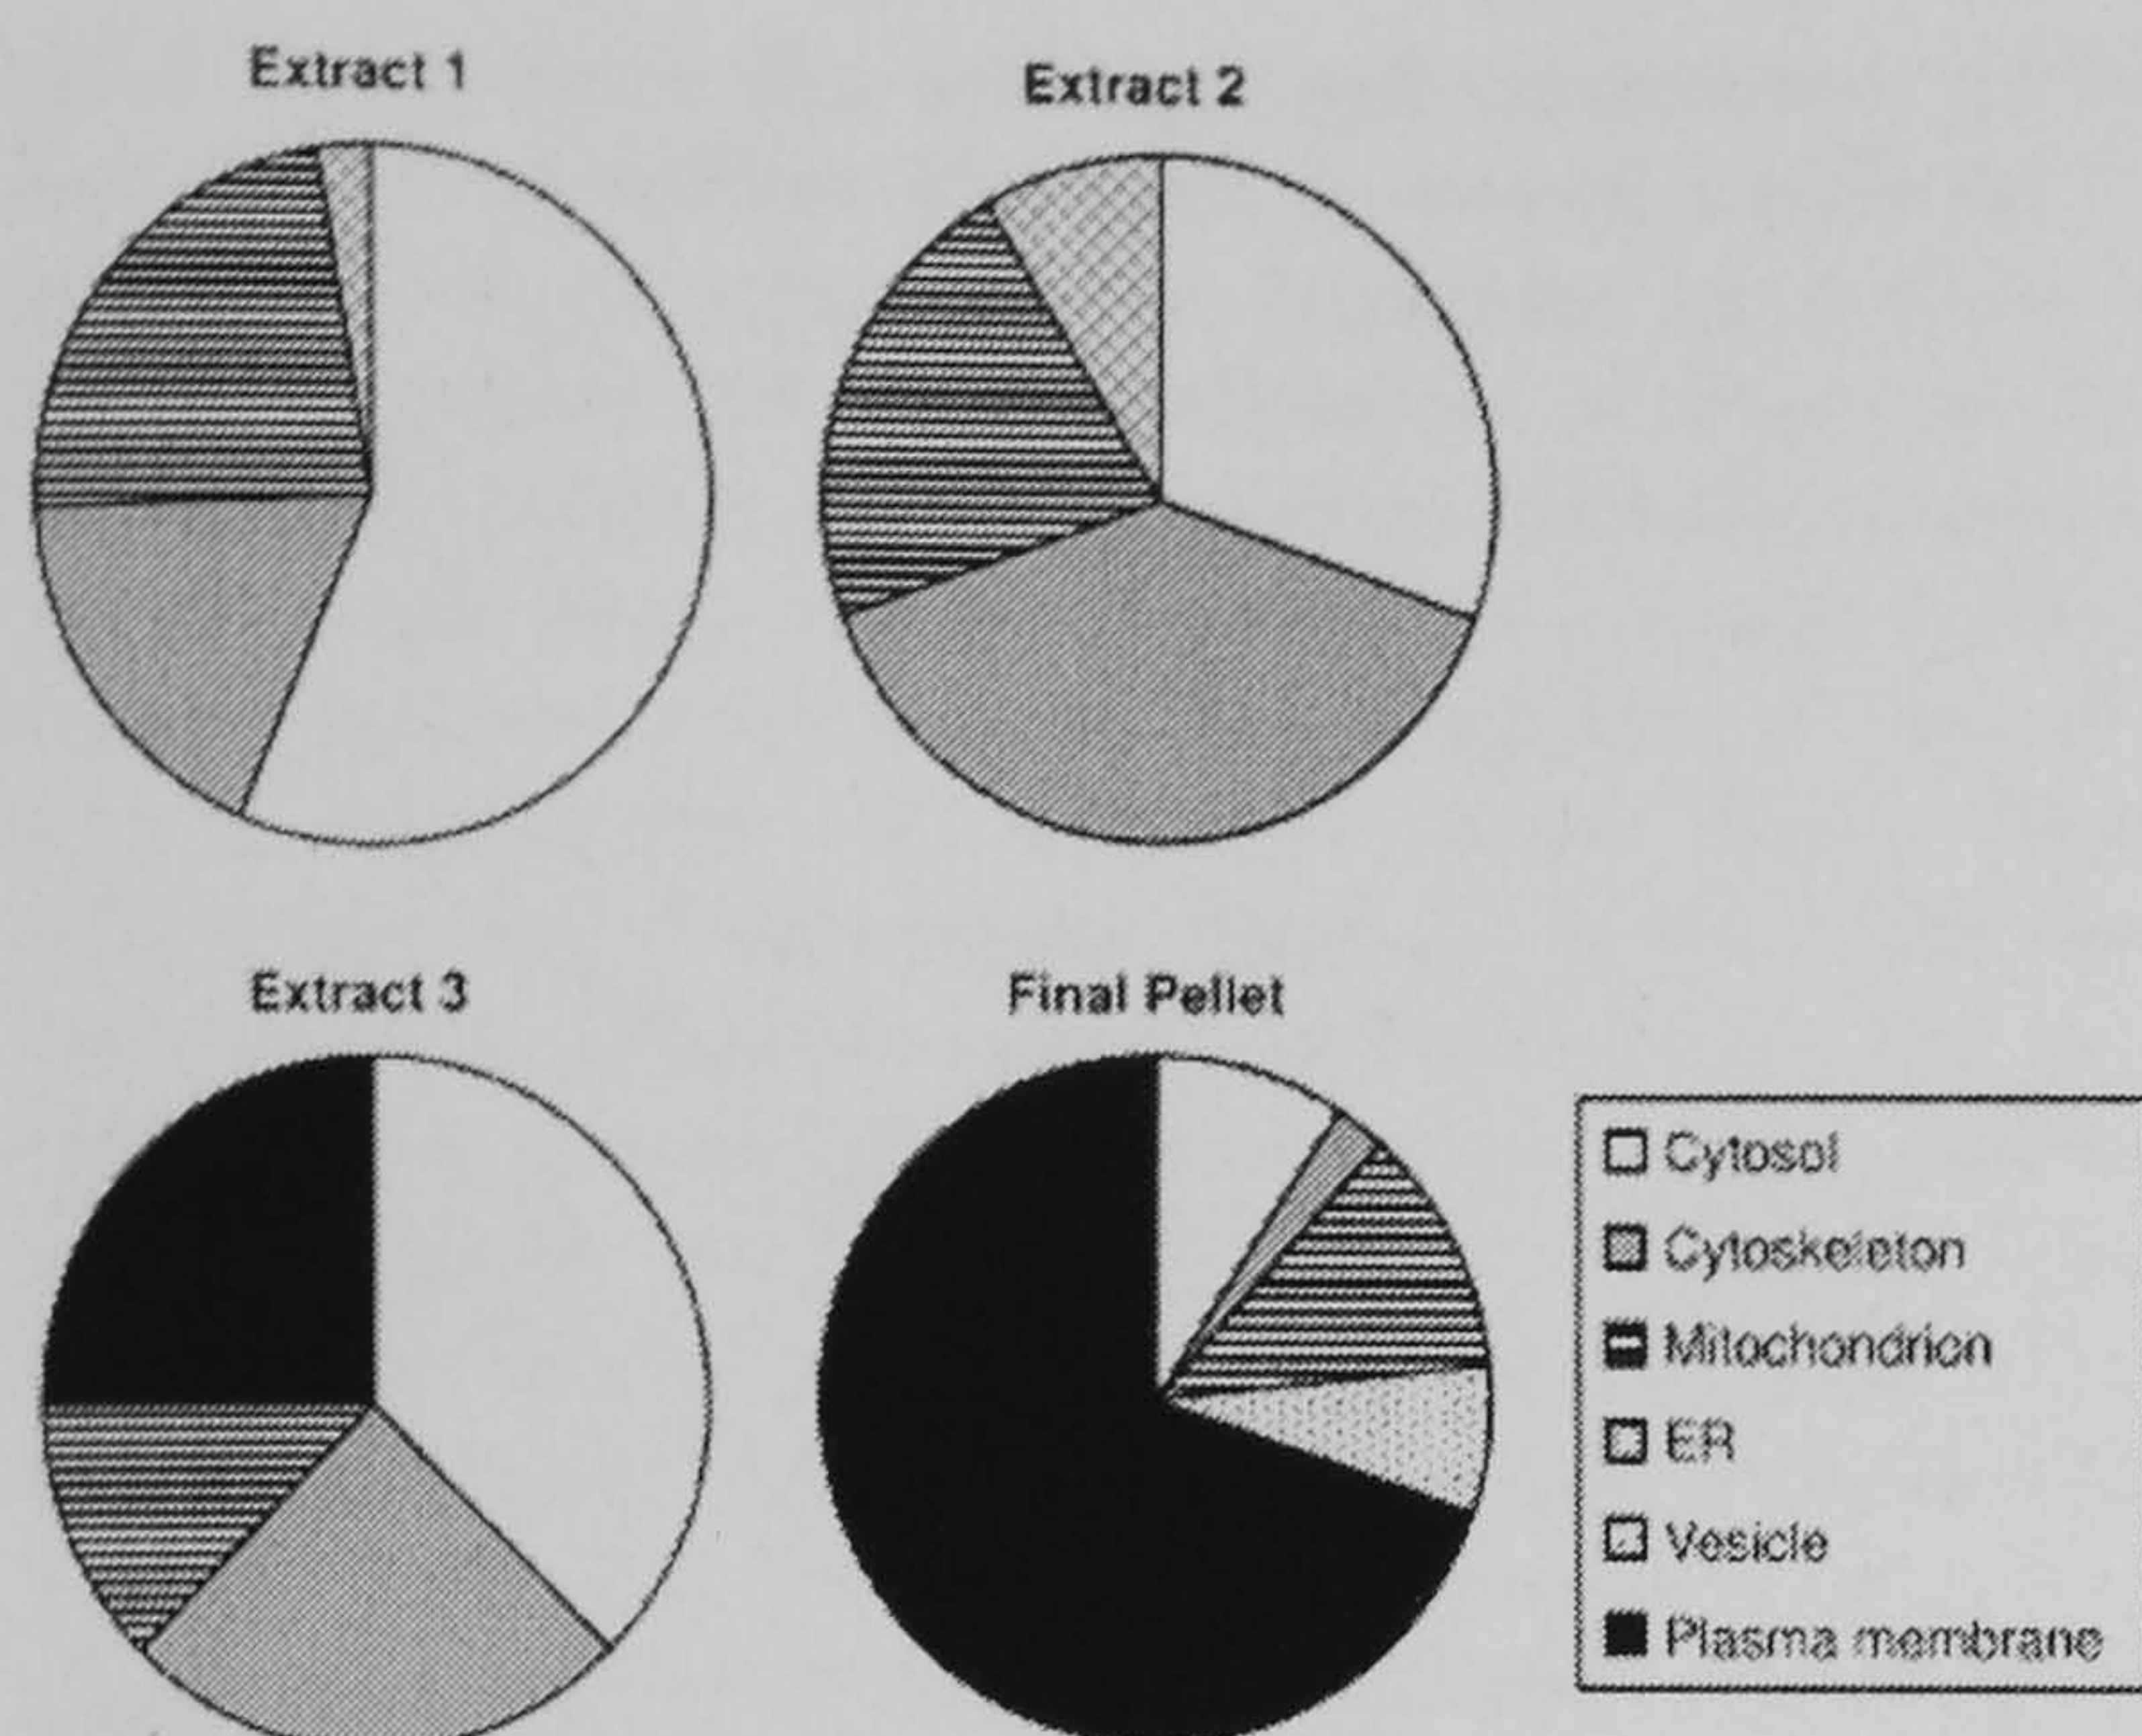 Extract 1
Extract 2
Extract 3
Final Pellet
Cytosol
Cytoskeleton
Mitochondrion
ER
Vesicle
Plasma membrane